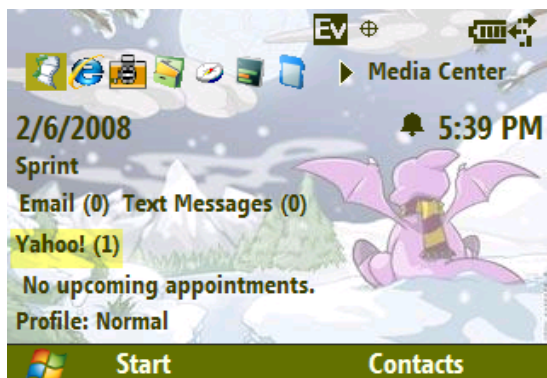 Ev
Media Center
2/6/2008 5:39 PM
Sprint
Email (0) Text Messages (0)
Yahoo! (1)
No upcoming appointments.
Profile: Normal
Start Contacts